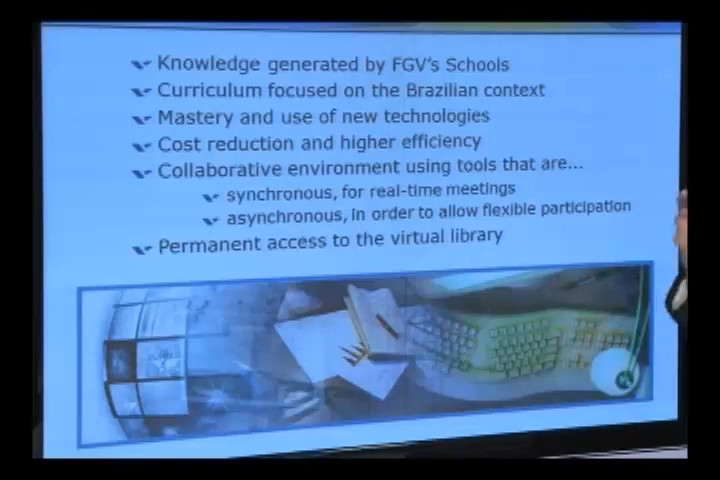 Knowledge generated by FGV's Schools
Curriculum focused on the Brazilian context
Mastery and use of new technologies
Cost reduction and higher efficiency
Collaborative environment using tools that are...
synchronous, for real-time meetings
asynchronous, in order to allow flexible participation
Permanent access to the virtual library